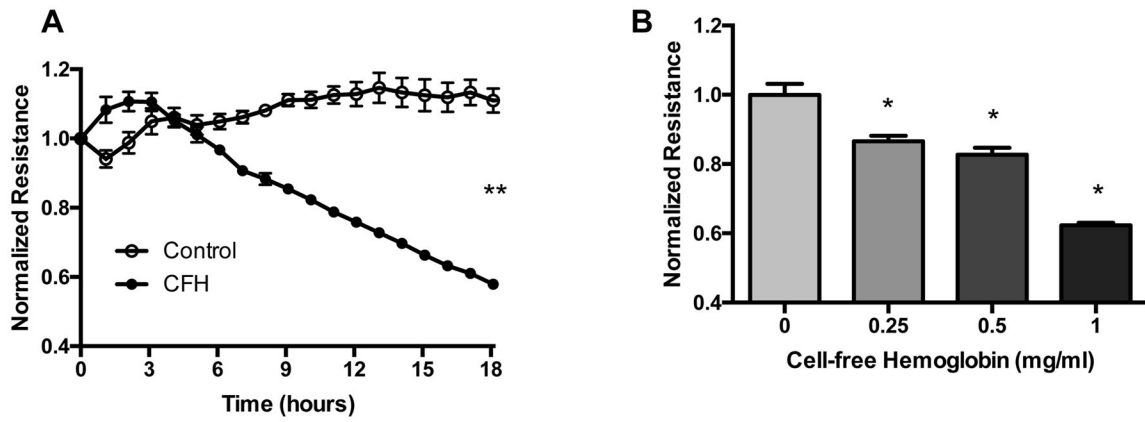 A
Normalized Resistance
1.2
1.0
0.8
0.6
0.4
Control
CFH
**
0 3 6 9 12 15 18
Time (hours)
B
Normalized Resistance
1.2
1.0
0.8
0.6
0.4
*
*
*
0 0.25 0.5 1
Cell-free Hemoglobin (mg/ml)